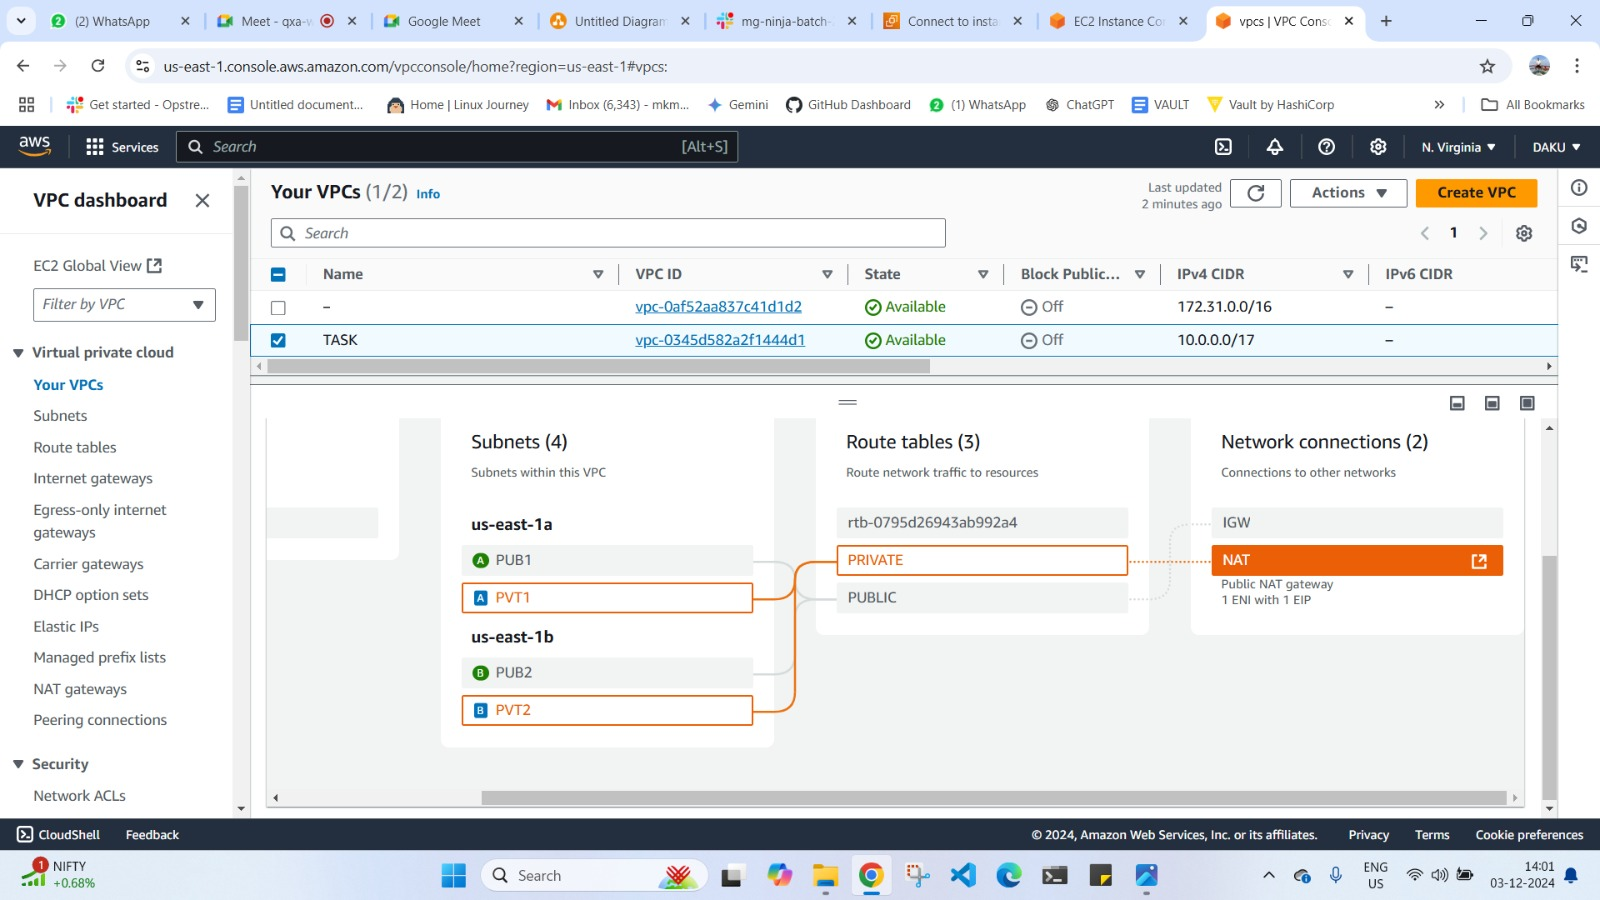 (2) WhatsApp
Meet - qxa-w
Google Meet
Untitled Diagram
mg-ninja-batch-
Connect to insta
EC2 Instance Con
vpcs | VPC Cons
us-east-1.console.aws.amazon.com/vpcconsole/home?region=us-east-1#vpcs:
Get started - Opstre...
Untitled document...
Home | Linux Journey
Inbox (6,343) - mkm...
Gemini
GitHub Dashboard
(1) WhatsApp
ChatGPT
VAULT
Vault by HashiCorp
All Bookmarks
aws
Services
Search
[Alt+S]
N. Virginia
DAKU
VPC dashboard
EC2 Global View
Filter by VPC
Virtual private cloud
Your VPCs
Subnets
Route tables
Internet gateways
Egress-only internet
gateways
Carrier gateways
DHCP option sets
Elastic IPs
Managed prefix lists
NAT gateways
Peering connections
Security
Network ACLs
Your VPCs (1/2) Info
Last updated
2 minutes ago
Actions
Create VPC
Search
1
Name VPC ID State Block Public... IPv4 CIDR IPv6 CIDR
– vpc-0af52aa837c41d1d2 Available Off 172.31.0.0/16 –
TASK vpc-0345d582a2f1444d1 Available Off 10.0.0.0/17 –
Subnets (4)
Subnets within this VPC
us-east-1a
A PUB1
A PVT1
us-east-1b
B PUB2
B PVT2
Route tables (3)
Route network traffic to resources
rtb-0795d26943ab992a4
PRIVATE
PUBLIC
Network connections (2)
Connections to other networks
IGW
NAT
Public NAT gateway
1 ENI with 1 EIP
CloudShell
Feedback
© 2024, Amazon Web Services, Inc. or its affiliates.
Privacy
Terms
Cookie preferences
1
NIFTY
+0.68%
Search
ENG
US
14:01
03-12-2024